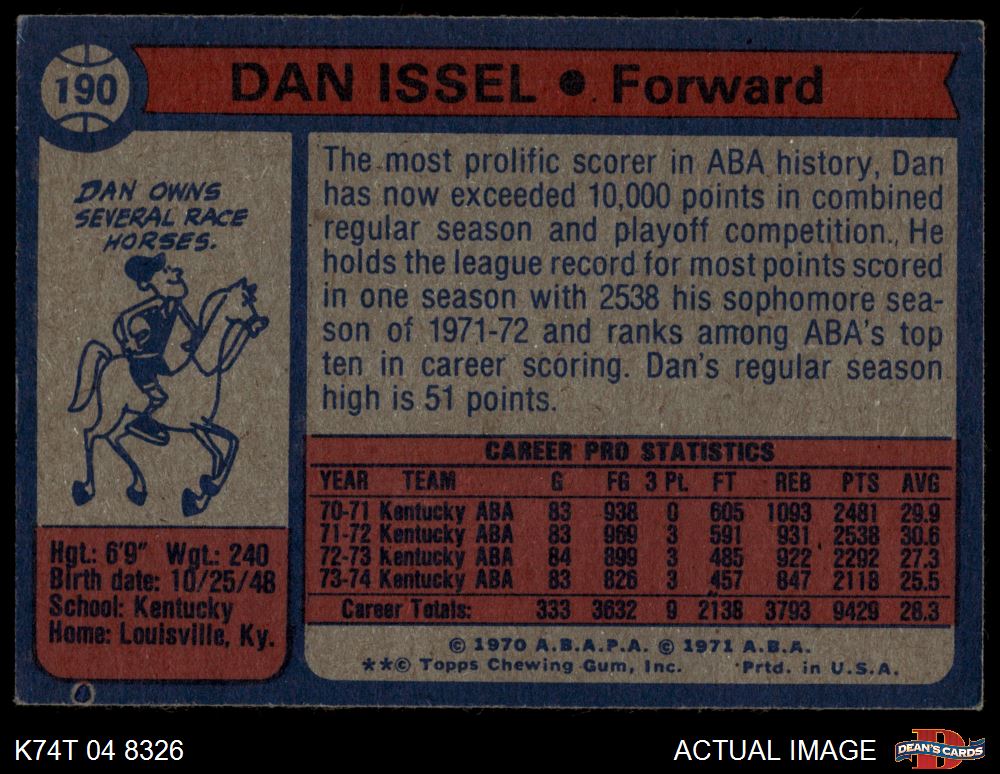 190
DAN ISSEL • Forward
DAN OWNS
SEVERAL RACE
HORSES.
The most prolific scorer in ABA history, Dan
has now exceeded 10,000 points in combined
regular season and playoff competition. He
holds the league record for most points scored
in one season with 2538 his sophomore sea-
son of 1971-72 and ranks among ABA's top
ten in career scoring. Dan's regular season
high is 51 points.
Hgt.: 6'9" Wgt.: 240
Birth date: 10/25/48
School: Kentucky
Home: Louisville, Ky.
CAREER PRO STATISTICS
YEAR TEAM G FG 3 Pt. FT REB PTS AVG
70-71 Kentucky ABA 83 938 0 605 1093 2481 29.9
71-72 Kentucky ABA 83 969 3 591 931 2538 30.6
72-73 Kentucky ABA 84 899 3 485 922 2292 27.3
73-74 Kentucky ABA 83 826 3 457 847 2118 25.5
Career Totals: 333 3632 9 2138 3793 9429 28.3
© 1970 A.B.A.P.A. © 1971 A.B.A.
**© Topps Chewing Gum, Inc. Prtd. in U.S.A.
K74T 04 8326
ACTUAL IMAGE
DEAN'S CARDS